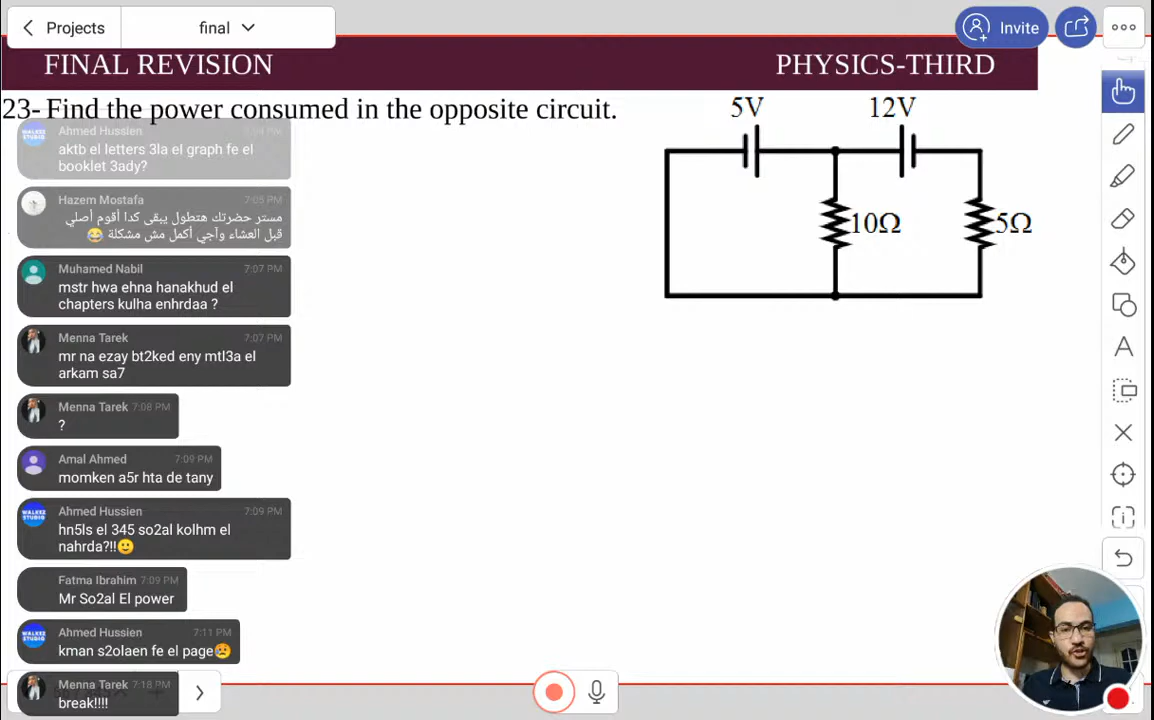 Projects
final
Invite
FINAL REVISION
PHYSICS-THIRD
23- Find the power consumed in the opposite circuit.
5V
12V
10Ω
5Ω
Ahmed Hussien
aktb el letters 3la el graph fe el
booklet 3ady?
Hazem Mostafa 7:05 PM
مستر حضرتك هتطول يبقى كدا أقوم أصلي
قبل العشاء وآجي أكمل مش مشكلة 😂
Muhamed Nabil 7:07 PM
mstr hwa ehna hanakhud el
chapters kulha enhrdaa ?
Menna Tarek 7:07 PM
mr na ezay bt2ked eny mtl3a el
arkam sa7
Menna Tarek 7:08 PM
?
Amal Ahmed 7:09 PM
momken a5r hta de tany
WALKEZ STUDIO
Ahmed Hussien 7:09 PM
hn5ls el 345 so2al kolhm el
nahrda?!!🙂
Fatma Ibrahim 7:09 PM
Mr So2al El power
WALKEZ STUDIO
Ahmed Hussien 7:11 PM
kman s2olaen fe el page😢
Menna Tarek 7:18 PM
break!!!!